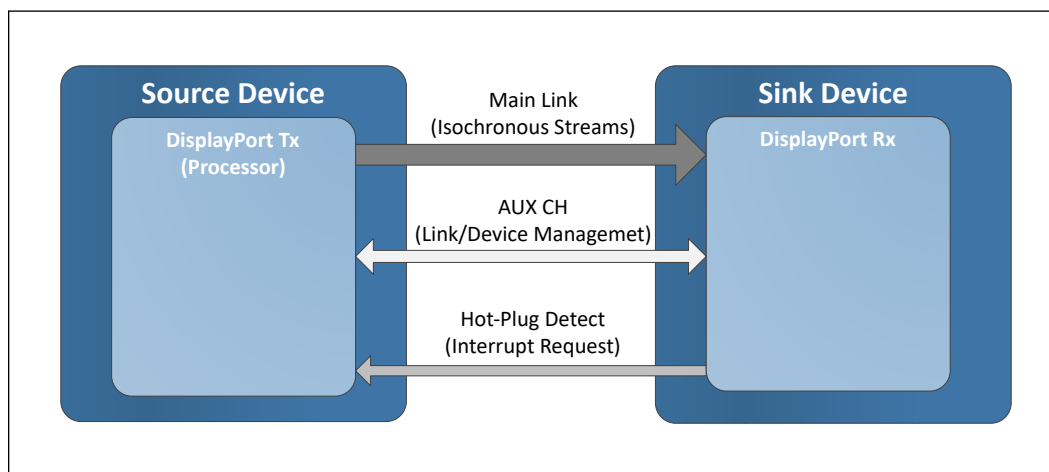 Source Device
DisplayPort Tx
(Processor)
Main Link
(Isochronous Streams)
AUX CH
(Link/Device Managemet)
Hot-Plug Detect
(Interrupt Request)
Sink Device
DisplayPort Rx